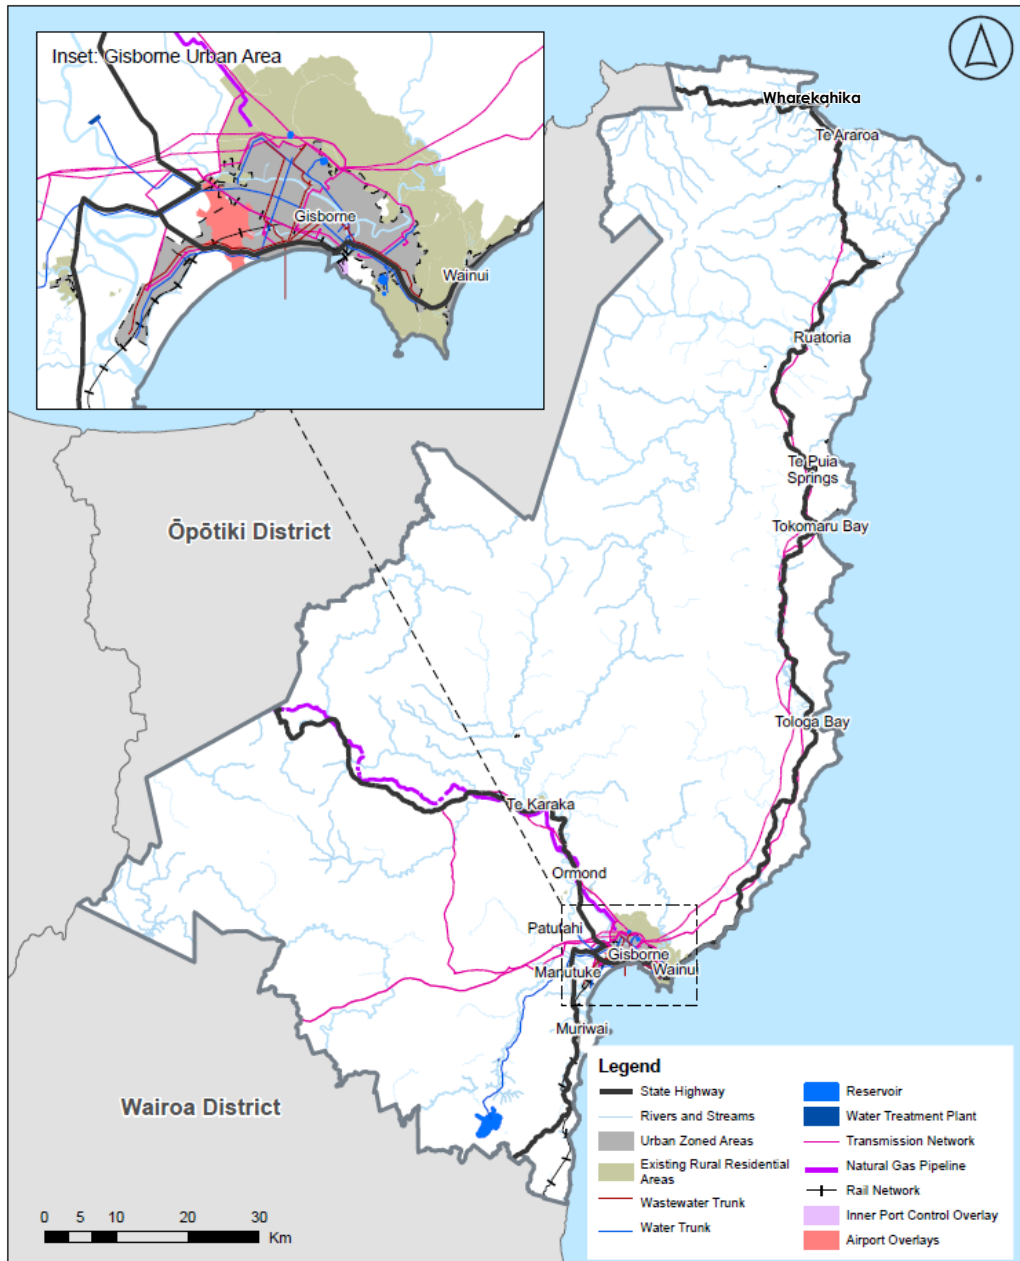 Inset: Gisborne Urban Area
Gisborne
Wainui
Wharekahika
Te Araroa
Ruatoria
Te Puia
Springs
Tokomaru Bay
Ōpōtiki District
Tologa Bay
Te Karaka
Ormond
Patutahi
Gisborne
Wainui
Manutuke
Muriwai
Wairoa District
Legend
State Highway
Rivers and Streams
Urban Zoned Areas
Existing Rural Residential
Areas
Wastewater Trunk
Water Trunk
Reservoir
Water Treatment Plant
Transmission Network
Natural Gas Pipeline
Rail Network
Inner Port Control Overlay
Airport Overlays
0 5 10 20 30
Km